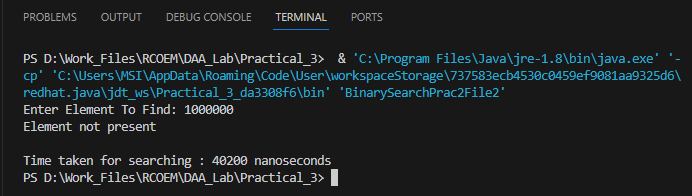 PROBLEMS OUTPUT DEBUG CONSOLE TERMINAL PORTS
PS D:\Work_Files\RCOEM\DAA_Lab\Practical_3>  & 'C:\Program Files\Java\jre-1.8\bin\java.exe' '-
cp' 'C:\Users\MSI\AppData\Roaming\Code\User\workspaceStorage\737583ecb4530c0459ef9081aa9325d6\
redhat.java\jdt_ws\Practical_3_da3308f6\bin' 'BinarySearchPrac2File2'
Enter Element To Find: 1000000
Element not present
Time taken for searching : 40200 nanoseconds
PS D:\Work_Files\RCOEM\DAA_Lab\Practical_3>